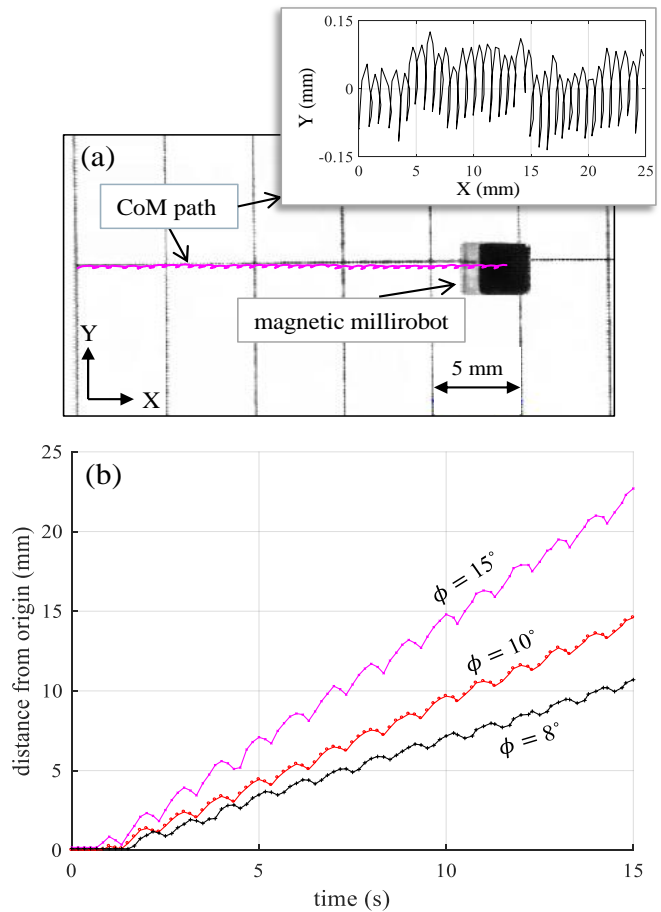 0.15
0
-0.15
Y (mm)
0
5
10
15
20
25
X (mm)
(a)
CoM path
magnetic millirobot
Y
X
5 mm
(b)
25
20
15
10
5
0
distance from origin (mm)
ϕ = 15°
ϕ = 10°
ϕ = 8°
0
5
10
15
time (s)